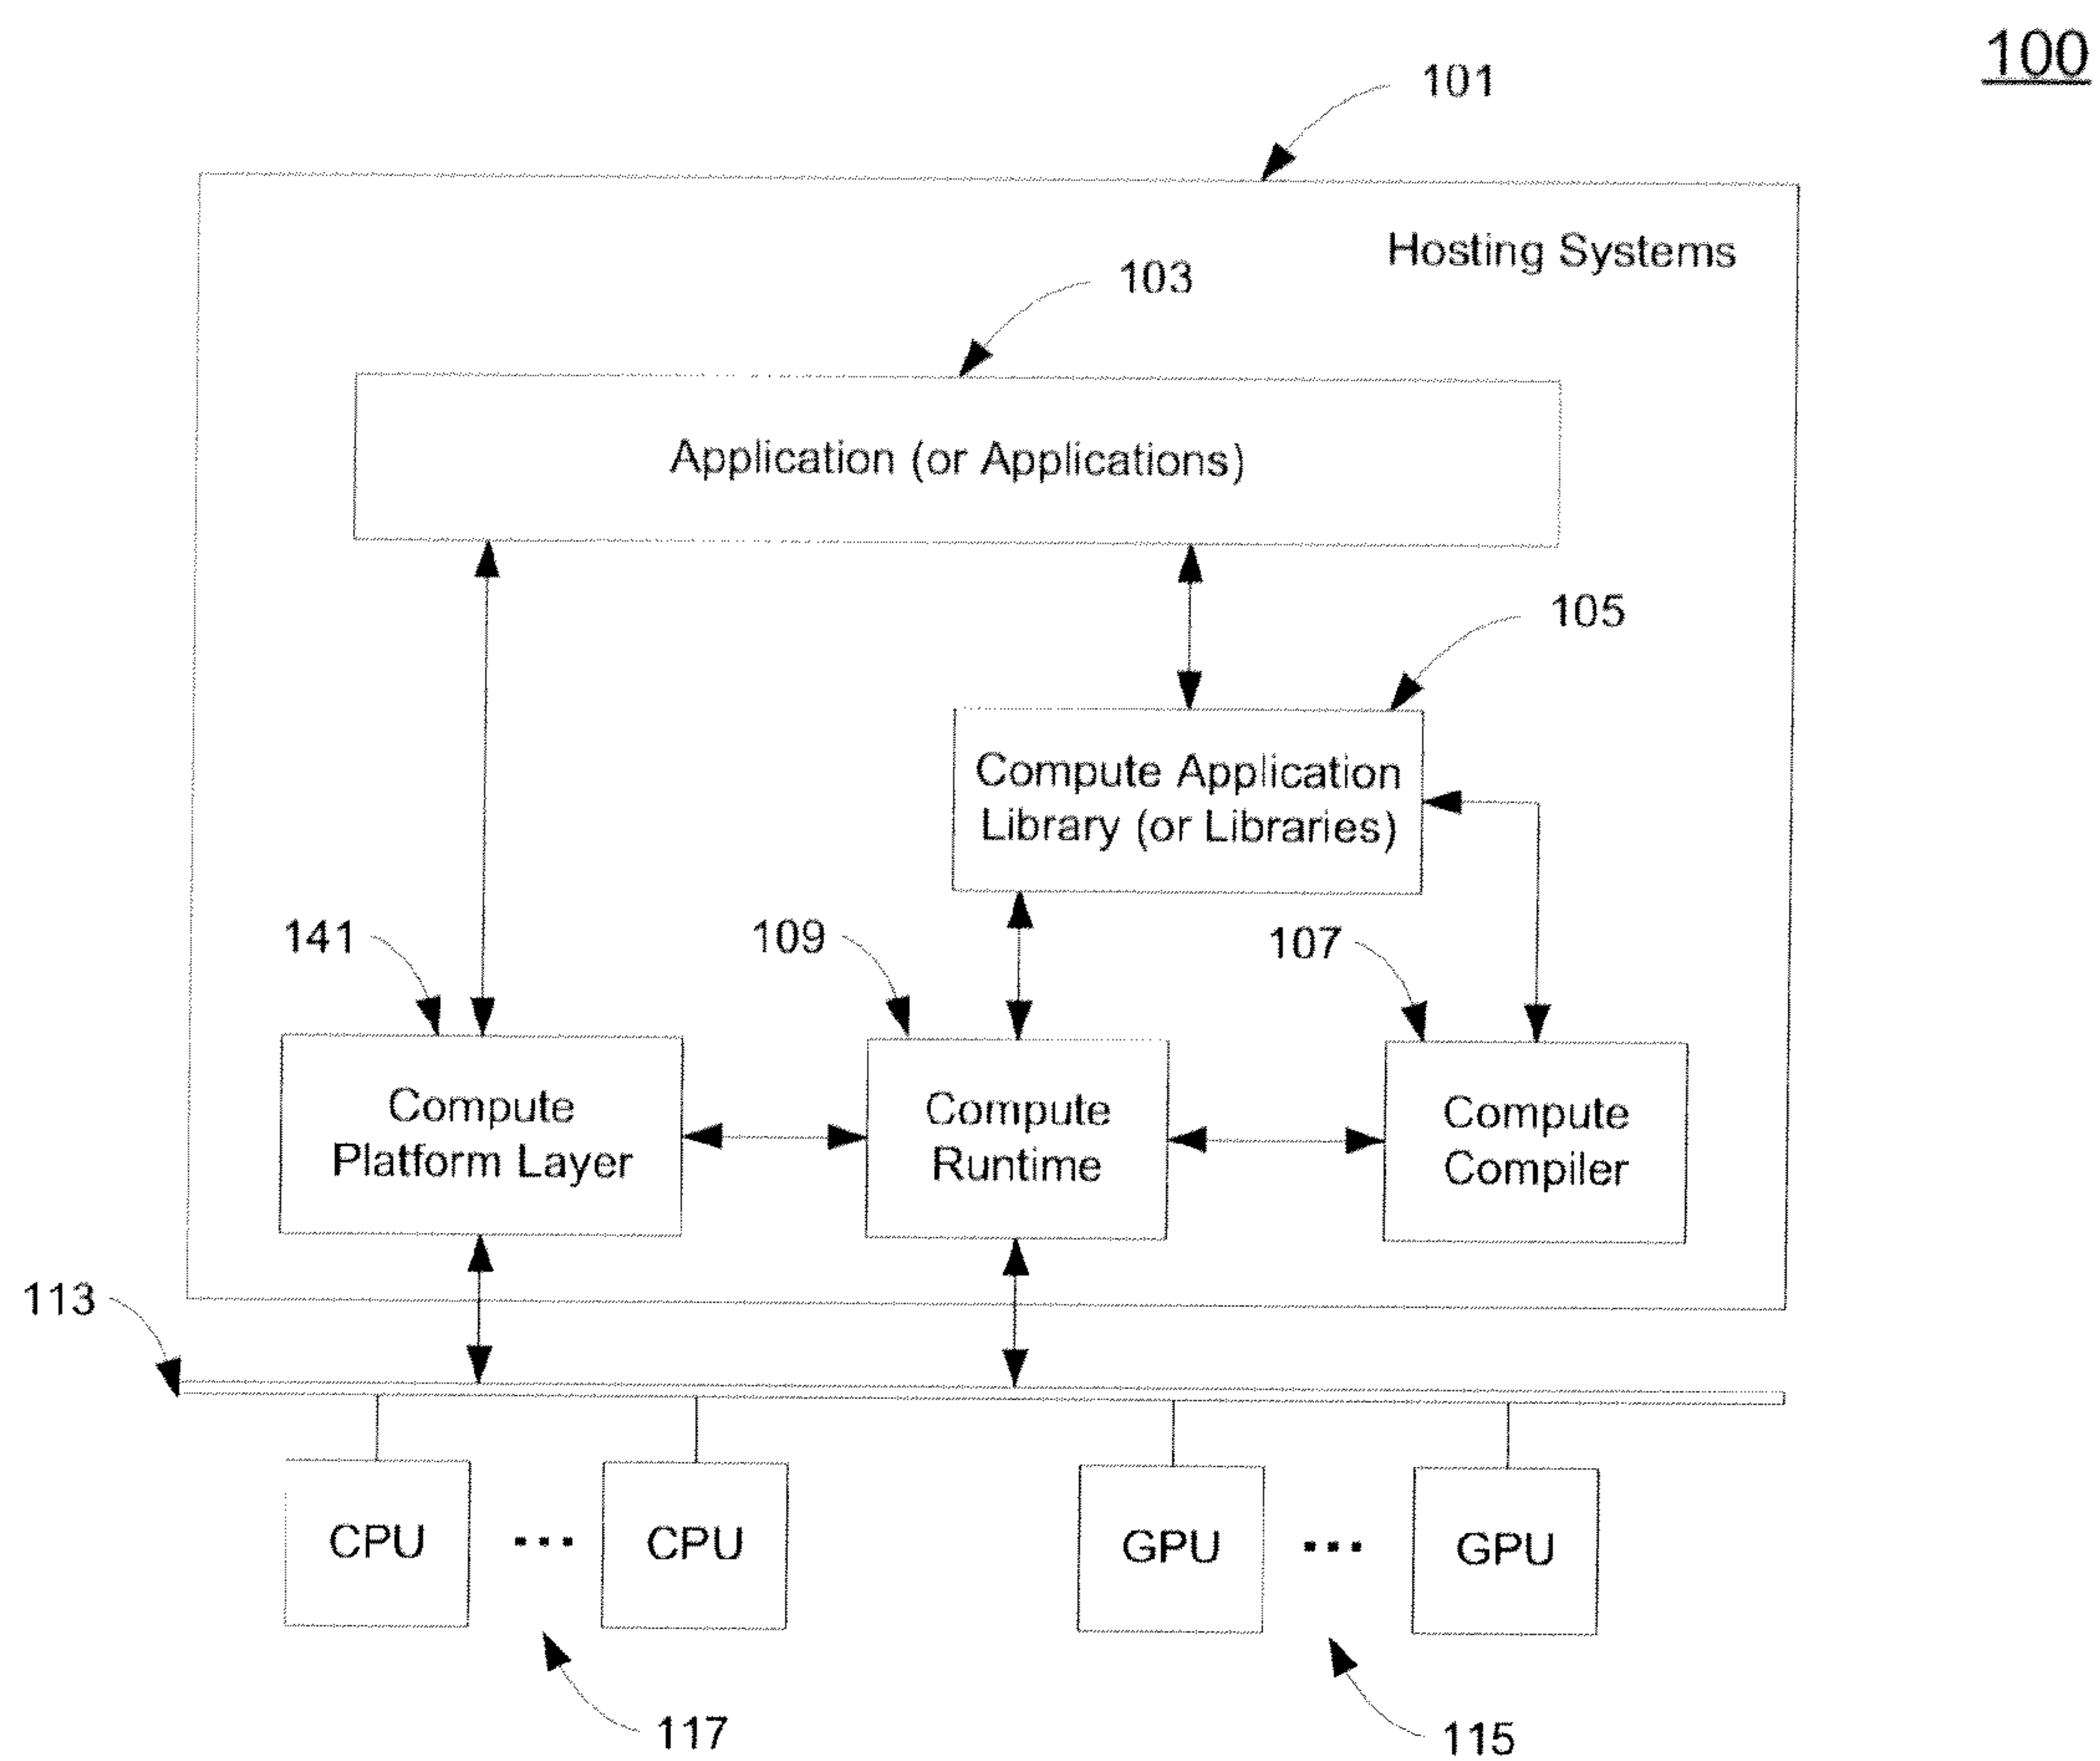 100
101
Hosting Systems
103
Application (or Applications)
105
Compute Application
Library (or Libraries)
141
109
107
Compute
Platform Layer
Compute
Runtime
Compute
Compiler
113
CPU
...
CPU
GPU
...
GPU
117
115